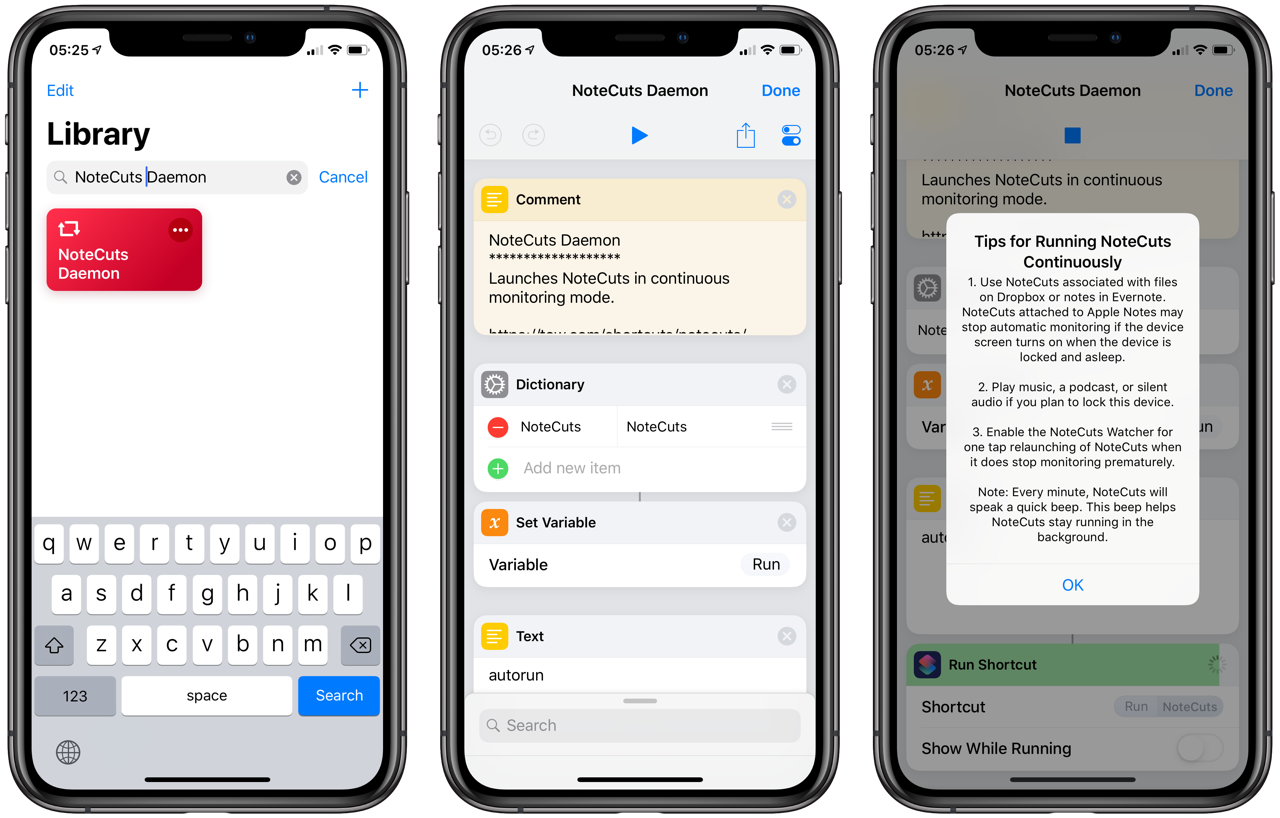 05:25
Edit
Library
NoteCuts Daemon
Cancel
NoteCuts
Daemon
q w e r t y u i o p
a s d f g h j k l
z x c v b n m
123
space
Search
05:26
NoteCuts Daemon
Done
Comment
NoteCuts Daemon
*******************
Launches NoteCuts in continuous
monitoring mode.
Dictionary
NoteCuts
NoteCuts
Add new item
x
Set Variable
Variable
Run
Text
autorun
Search
05:26
NoteCuts Daemon
Done
Launches NoteCuts in continuous
monitoring mode.
Tips for Running NoteCuts
Continuously
1. Use NoteCuts associated with files
on Dropbox or notes in Evernote.
NoteCuts attached to Apple Notes may
stop automatic monitoring if the device
screen turns on when the device is
locked and asleep.
2. Play music, a podcast, or silent
audio if you plan to lock this device.
3. Enable the NoteCuts Watcher for
one tap relaunching of NoteCuts when
it does stop monitoring prematurely.
Note: Every minute, NoteCuts will
speak a quick beep. This beep helps
NoteCuts stay running in the
background.
OK
x
Run Shortcut
Shortcut
Run NoteCuts
Show While Running